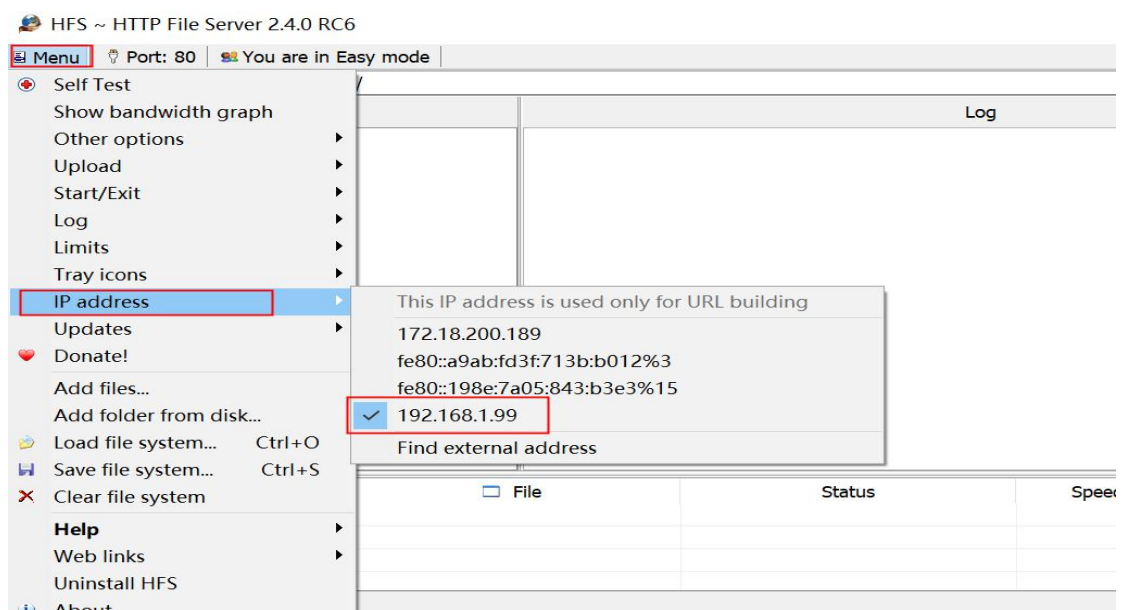 HFS ~ HTTP File Server 2.4.0 RC6
Menu Port: 80 You are in Easy mode
Self Test /
Show bandwidth graph Log
Other options
Upload
Start/Exit
Log
Limits
Tray icons
IP address This IP address is used only for URL building
Updates 172.18.200.189
Donate! fe80::a9ab:fd3f:713b:b012%3
Add files... fe80::198e:7a05:843:b3e3%15
Add folder from disk... 192.168.1.99
Load file system... Ctrl+O Find external address
Save file system... Ctrl+S
Clear file system File Status Speed
Help
Web links
Uninstall HFS
About